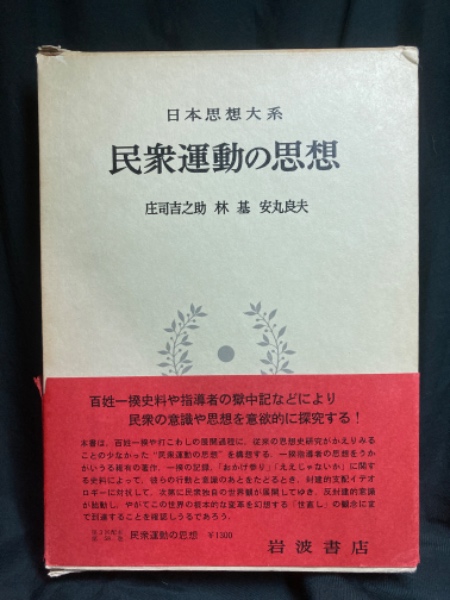 日本思想大系
民衆運動の思想
庄司吉之助 林 基 安丸良夫
百姓一揆史料や指導者の獄中記などにより
民衆の意識や思想を意欲的に探究する!
本書は、百姓一揆や打こわしの展開過程に、従来の思想史研究がかえりみる
ことの少なかった“民衆運動の思想”を構想する。一揆指導者の思想をうか
がいうる稀有の著作、一揆の記録、「おかげ参り」「ええじゃないか」に関す
る史料によって、彼らの行動と意識のあとをたどるとき、封建的支配イデオ
ロギーに対状して、次第に民衆独自の世界観が展開してゆき、反封建的意識
が胎動し、やがてこの世界の根本的な変革を幻想する「世直し」の観念にま
で到達することを確認しうるであろう。
民衆運動の思想 ¥1300
岩波書店